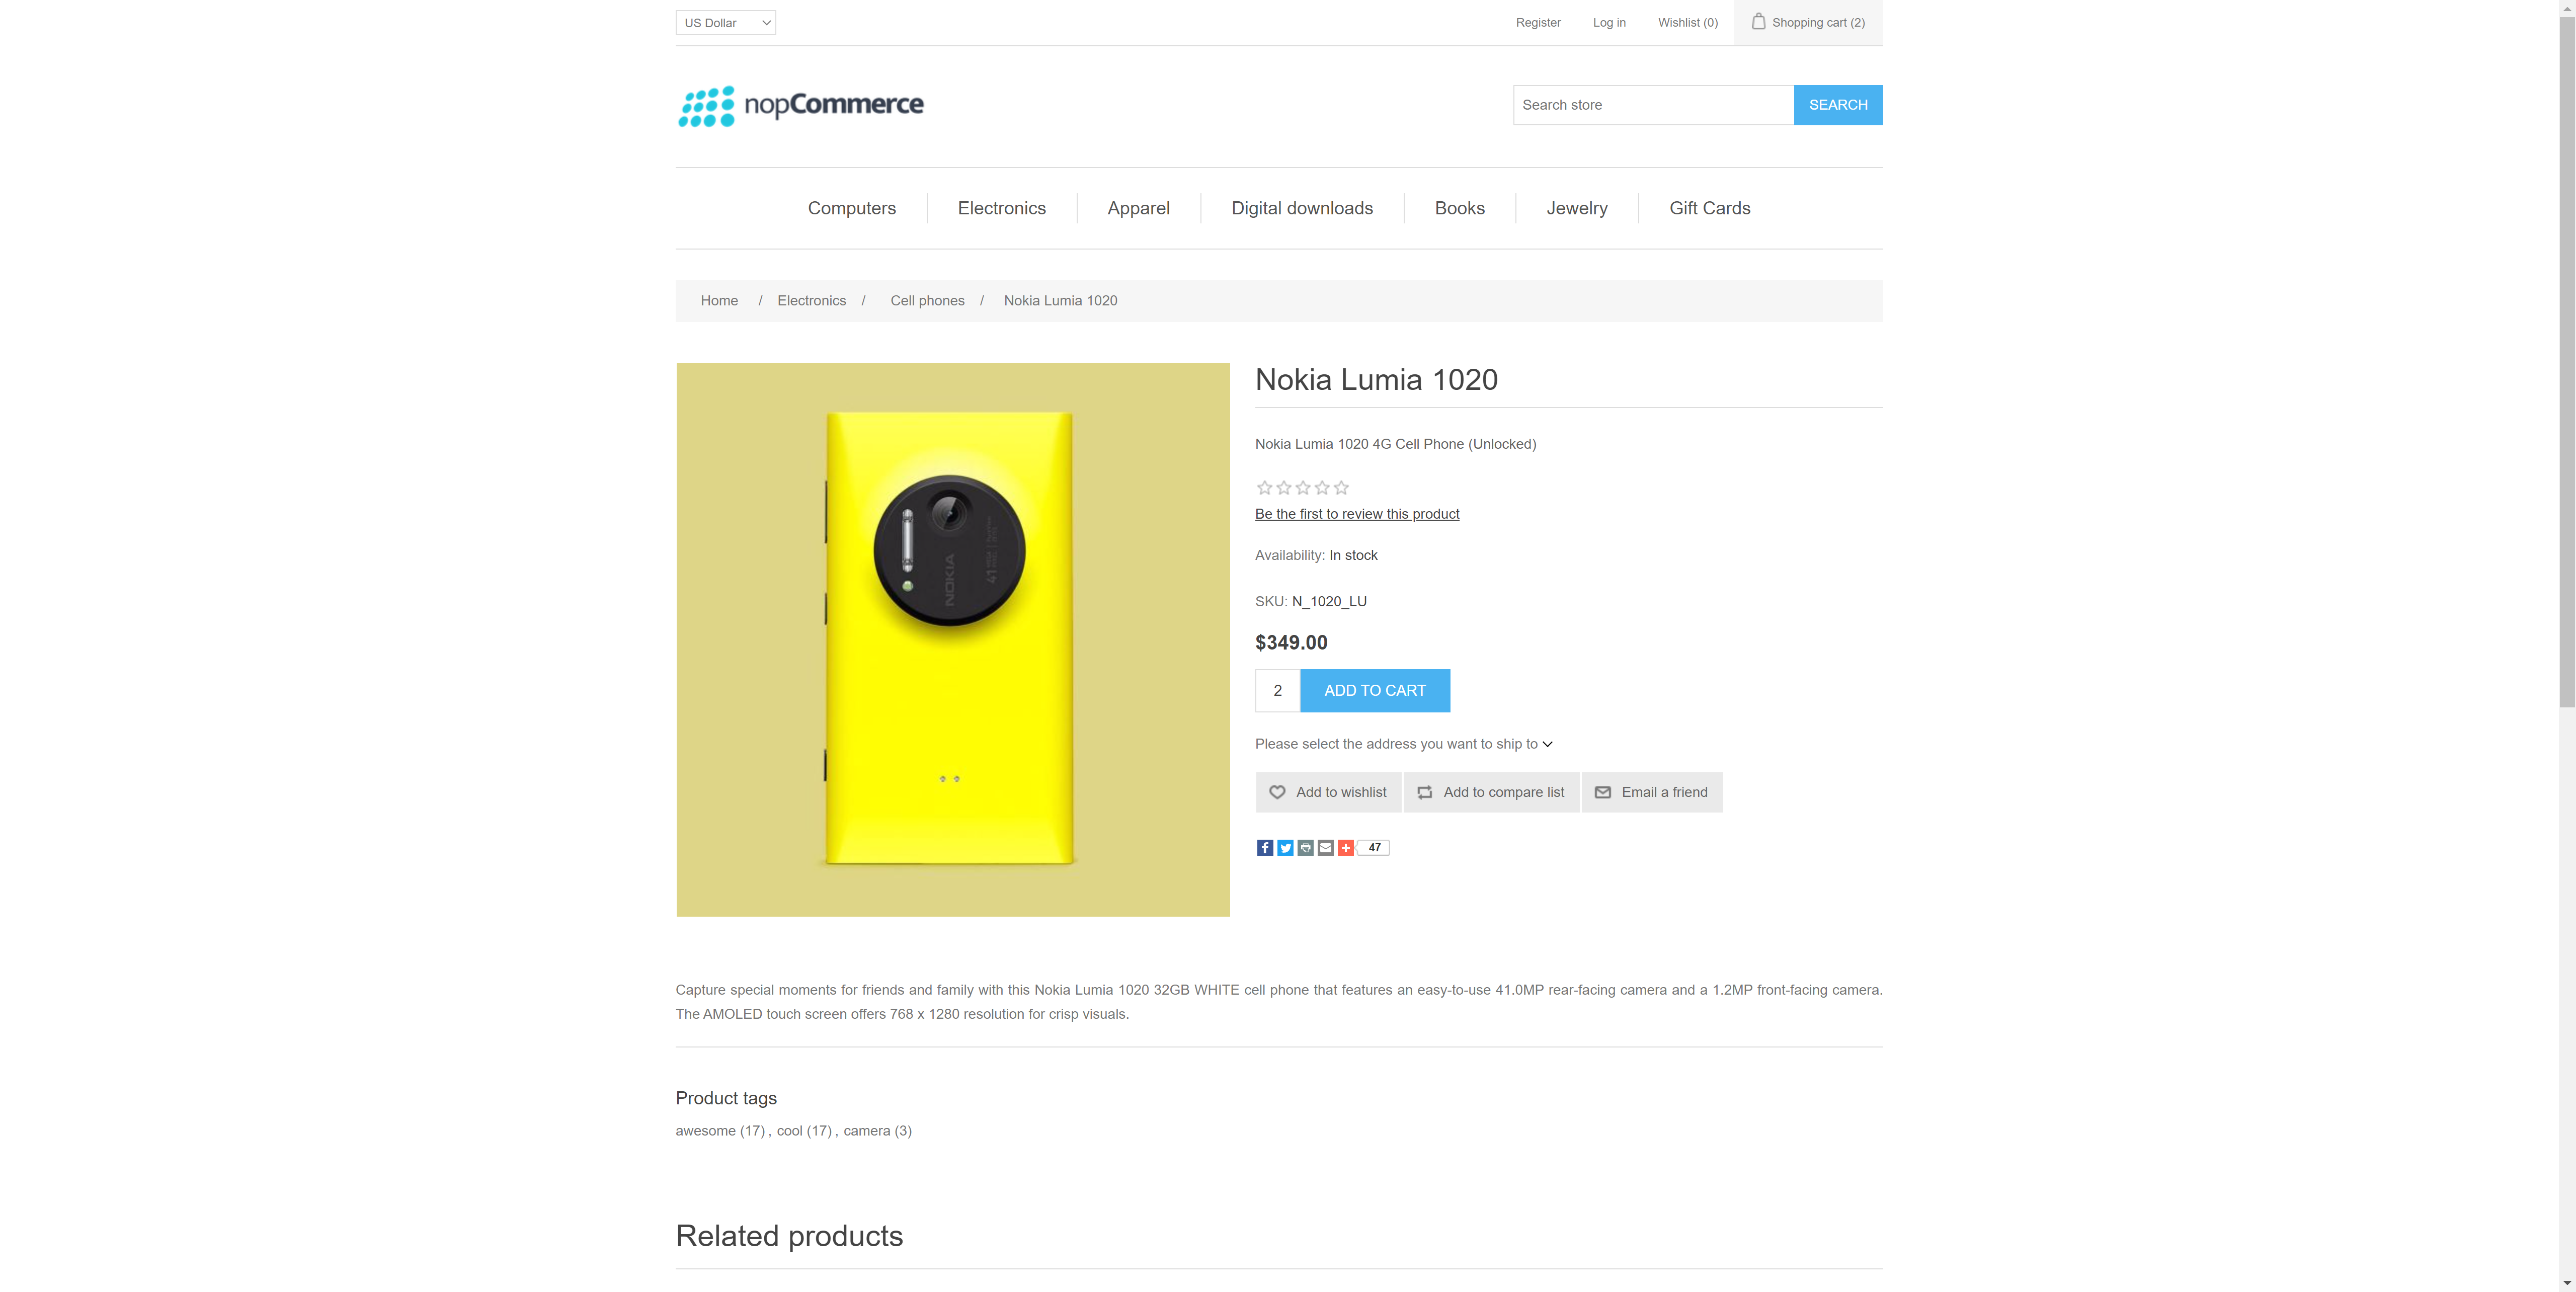 US Dollar
Register Log in Wishlist (0) Shopping cart (2)
nopCommerce
Search store SEARCH
Computers Electronics Apparel Digital downloads Books Jewelry Gift Cards
Home / Electronics / Cell phones / Nokia Lumia 1020
Nokia Lumia 1020
Nokia Lumia 1020 4G Cell Phone (Unlocked)
Be the first to review this product
Availability: In stock
SKU: N_1020_LU
$349.00
2 ADD TO CART
Please select the address you want to ship to
Add to wishlist Add to compare list Email a friend
47
NOKIA
41
Capture special moments for friends and family with this Nokia Lumia 1020 32GB WHITE cell phone that features an easy-to-use 41.0MP rear-facing camera and a 1.2MP front-facing camera.
The AMOLED touch screen offers 768 x 1280 resolution for crisp visuals.
Product tags
awesome (17) , cool (17) , camera (3)
Related products